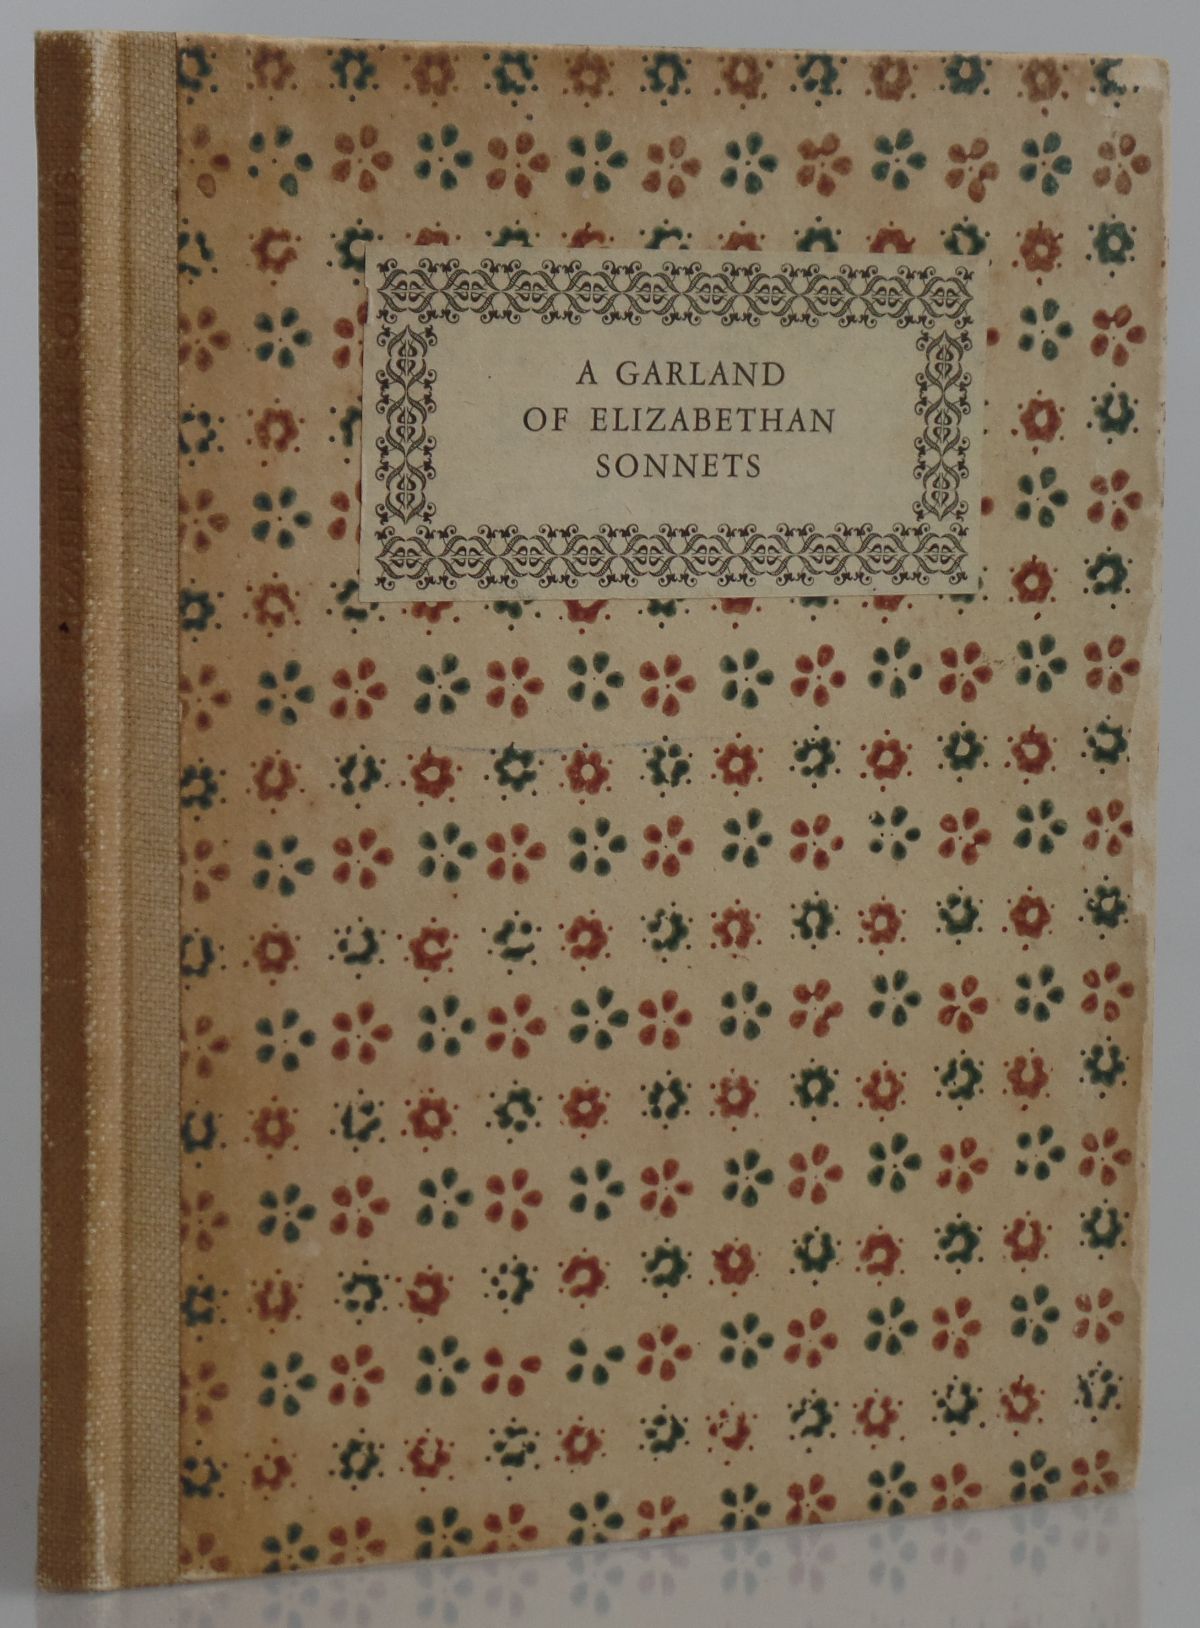 A GARLAND
OF ELIZABETHAN
SONNETS